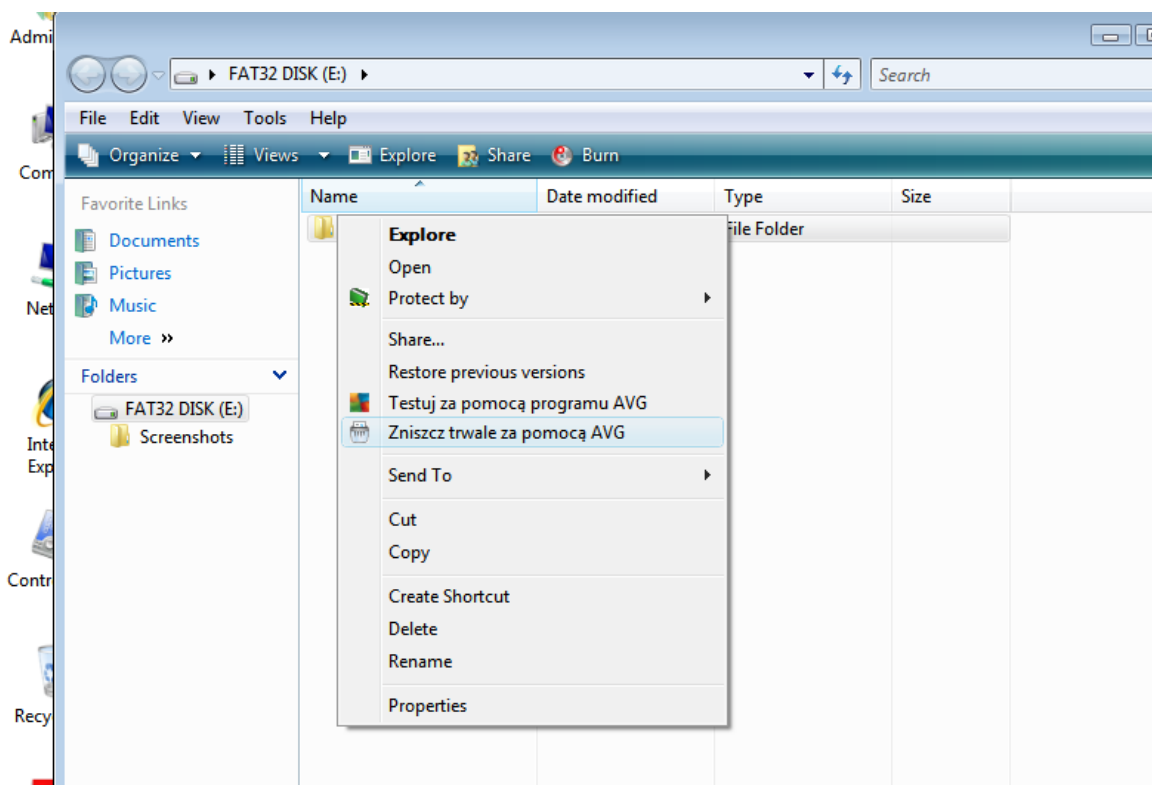 Admi
FAT32 DISK (E:)
Search
File Edit View Tools Help
Organize Views Explore Share Burn
Com
Favorite Links
Name Date modified Type Size
File Folder
Documents
Pictures
Music
More »
Net
Folders
FAT32 DISK (E:)
Screenshots
Inte
Exp
Contr
Recy
Explore
Open
Protect by
Share...
Restore previous versions
Testuj za pomocą programu AVG
Zniszcz trwale za pomocą AVG
Send To
Cut
Copy
Create Shortcut
Delete
Rename
Properties